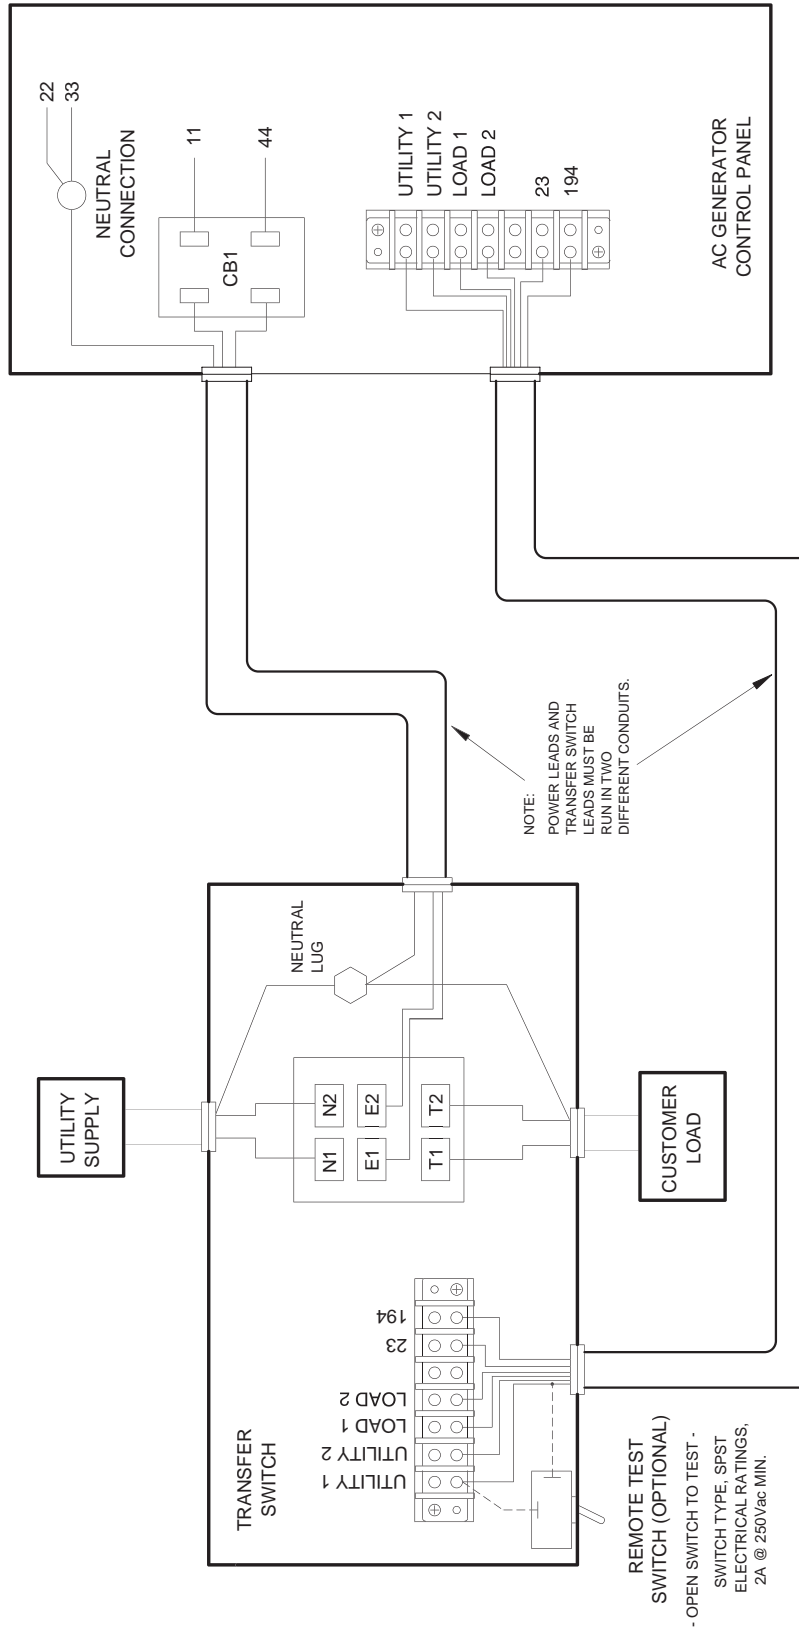 22
33
NEUTRAL
CONNECTION
11
44
CB1
UTILITY 1
UTILITY 2
LOAD 1
LOAD 2
23
194
AC GENERATOR
CONTROL PANEL
NOTE:
POWER LEADS AND
TRANSFER SWITCH
LEADS MUST BE
RUN IN TWO
DIFFERENT CONDUITS.
UTILITY
SUPPLY
NEUTRAL
LUG
N1
N2
E1
E2
T1
T2
CUSTOMER
LOAD
TRANSFER
SWITCH
UTILITY 1
UTILITY 2
LOAD 1
LOAD 2
23
194
REMOTE TEST
SWITCH (OPTIONAL)
- OPEN SWITCH TO TEST -
SWITCH TYPE, SPST
ELECTRICAL RATINGS,
2A @ 250Vac MIN.